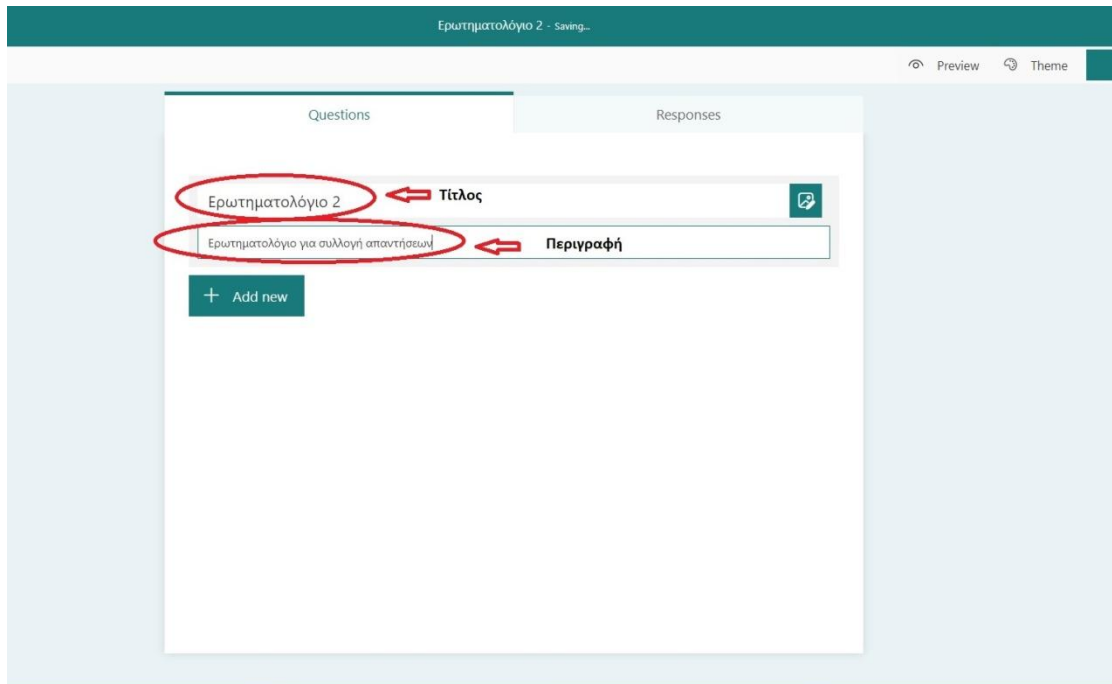 Ερωτηματολόγιο 2 - Saving...
Preview Theme
Questions Responses
Ερωτηματολόγιο 2 Τίτλος
Ερωτηματολόγιο για συλλογή απαντήσεων Περιγραφή
+ Add new